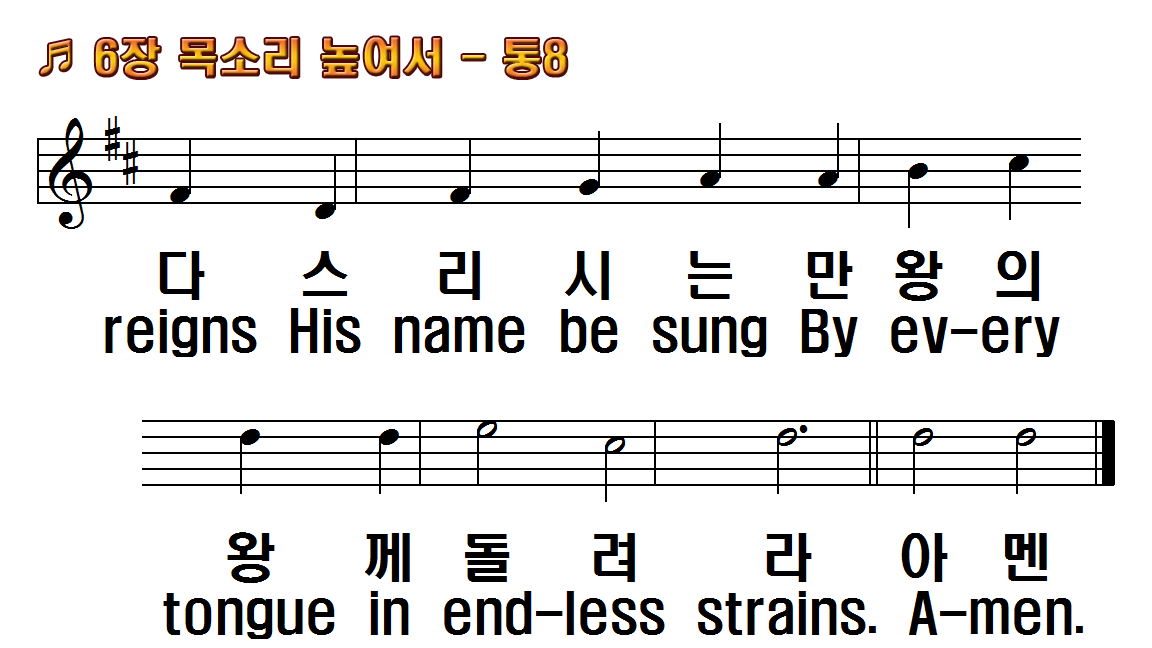 ♬ 6장 목소리 높여서 - 통8
다 스 리 시 는 만 왕 의
reigns His name be sung By ev-ery
왕 께 돌 려 라 아 멘
tongue in end-less strains. A-men.